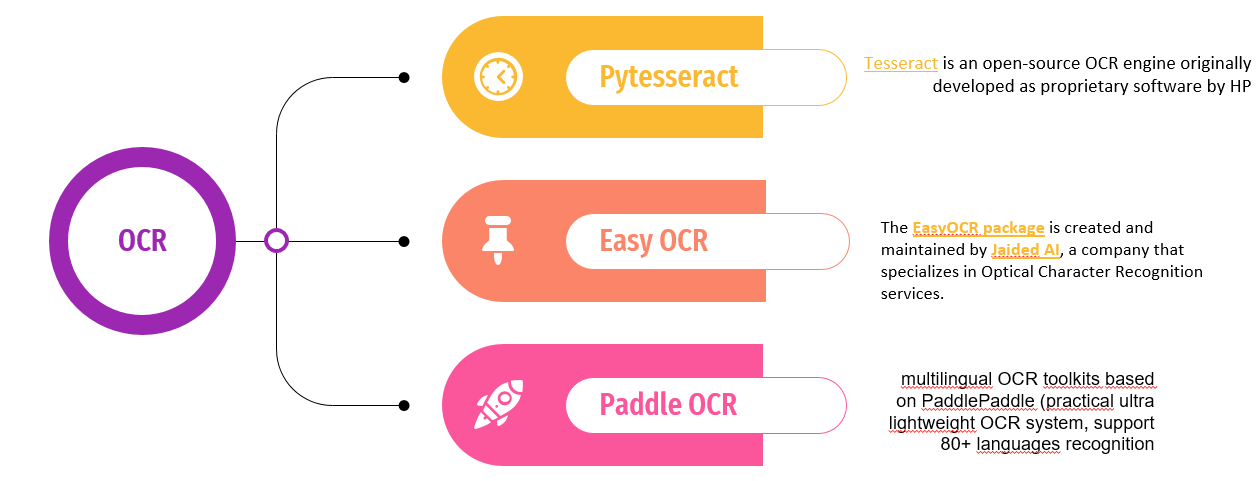 OCR
Pytesseract
Tesseract is an open-source OCR engine originally
developed as proprietary software by HP
Easy OCR
The EasyOCR package is created and
maintained by Jaided AI, a company that
specializes in Optical Character Recognition
services.
Paddle OCR
multilingual OCR toolkits based
on PaddlePaddle (practical ultra
lightweight OCR system, support
80+ languages recognition